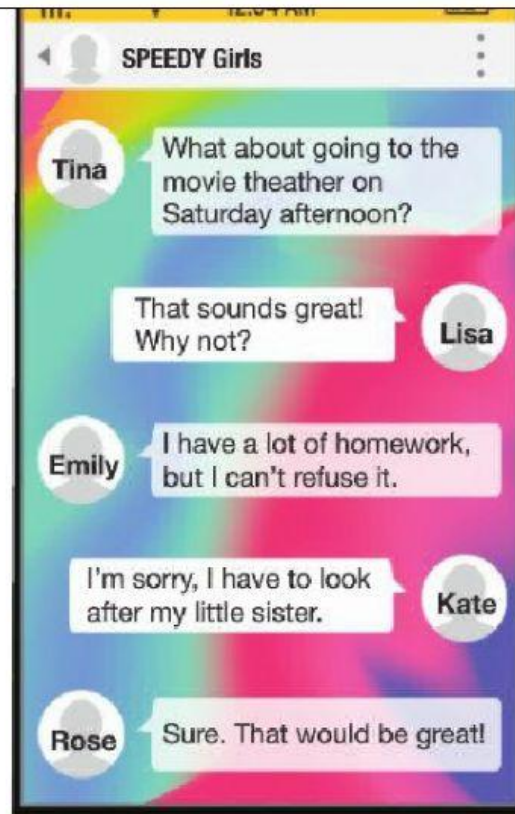 SPEEDY Girls
Tina
What about going to the
movie theather on
Saturday afternoon?
That sounds great!
Why not?
Lisa
Emily
I have a lot of homework,
but I can't refuse it.
I'm sorry, I have to look
after my little sister.
Kate
Rose
Sure. That would be great!